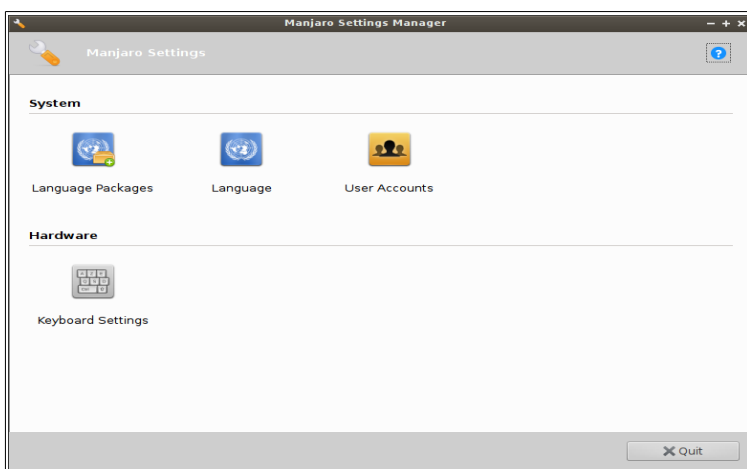 Manjaro Settings Manager
Manjaro Settings
System
Language Packages
Language
User Accounts
Hardware
Keyboard Settings
Quit